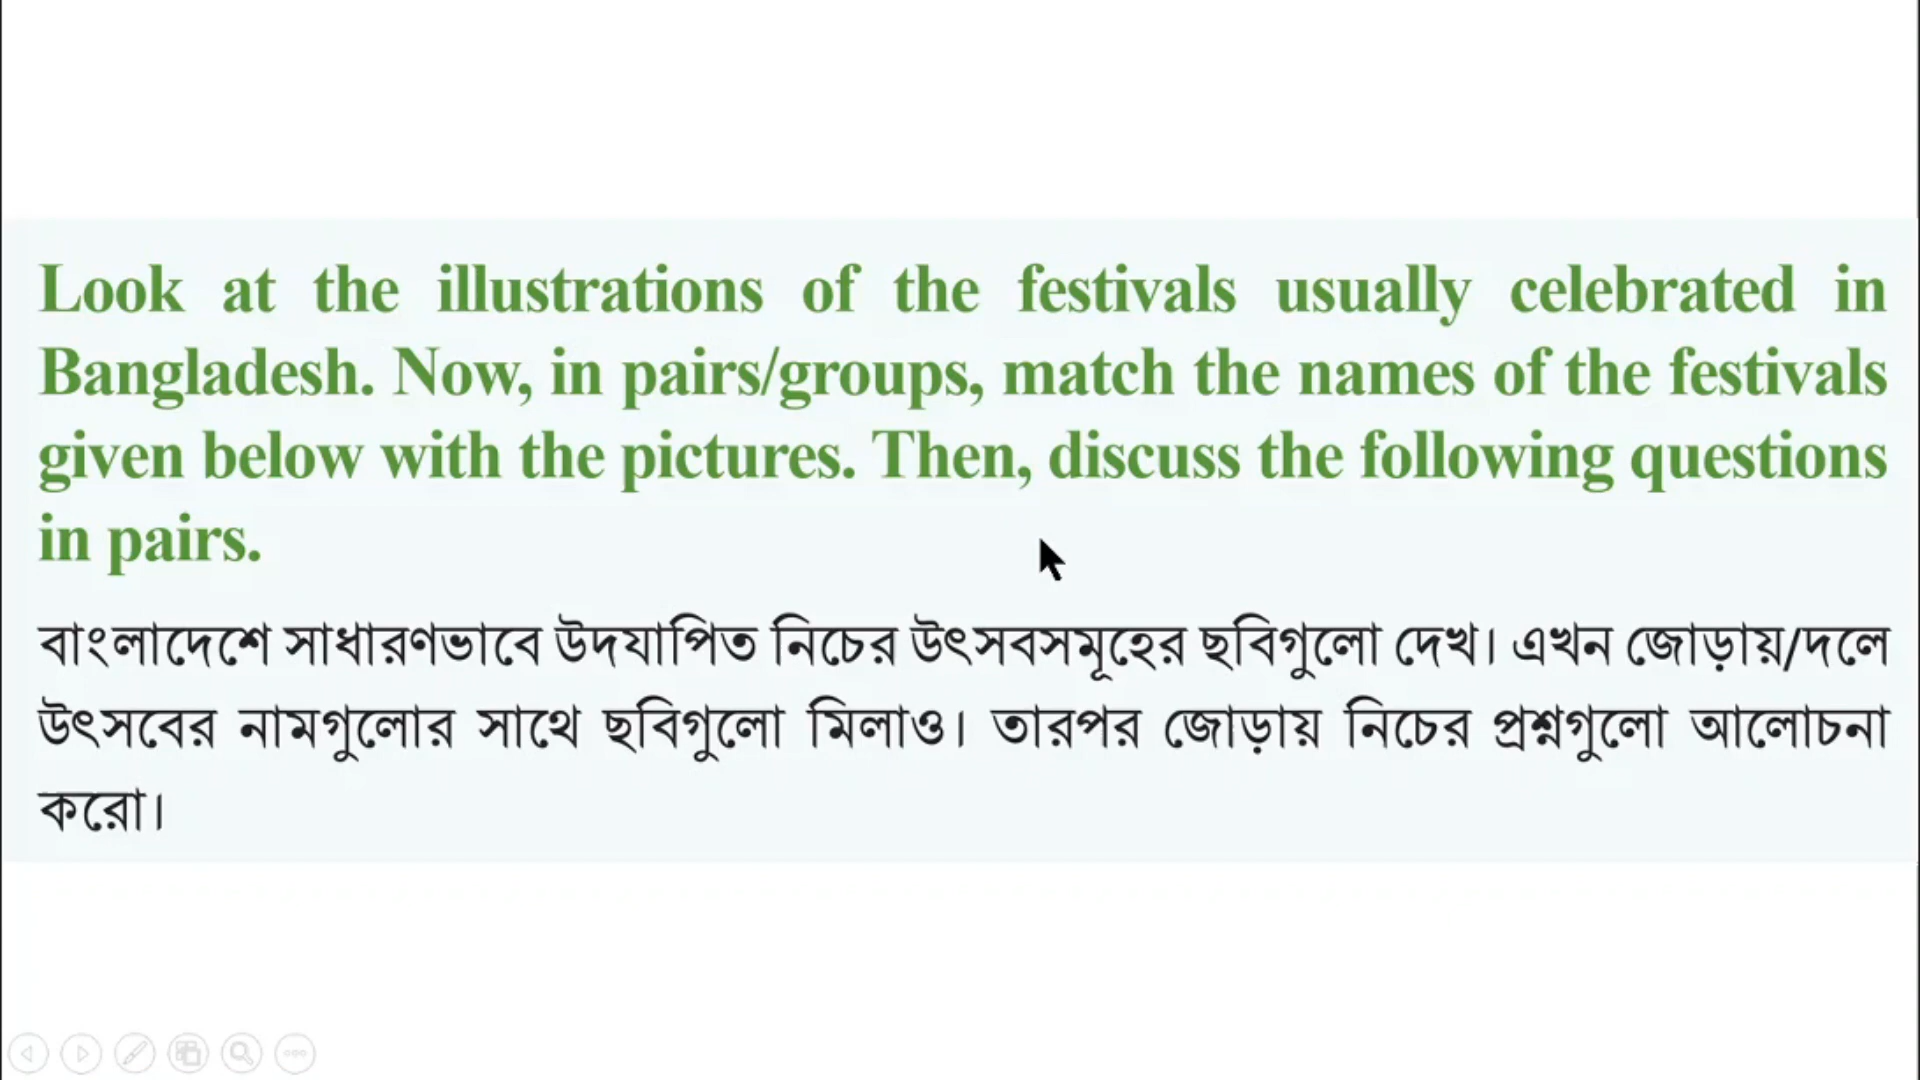 Look at the illustrations of the festivals usually celebrated in
Bangladesh. Now, in pairs/groups, match the names of the festivals
given below with the pictures. Then, discuss the following questions
in pairs.
বাংলাদেশে সাধারণভাবে উদযাপিত নিচের উৎসবসমূহের ছবিগুলো দেখ। এখন জোড়ায়/দলে
উৎসবের নামগুলোর সাথে ছবিগুলো মিলাও। তারপর জোড়ায় নিচের প্রশ্নগুলো আলোচনা
করো।